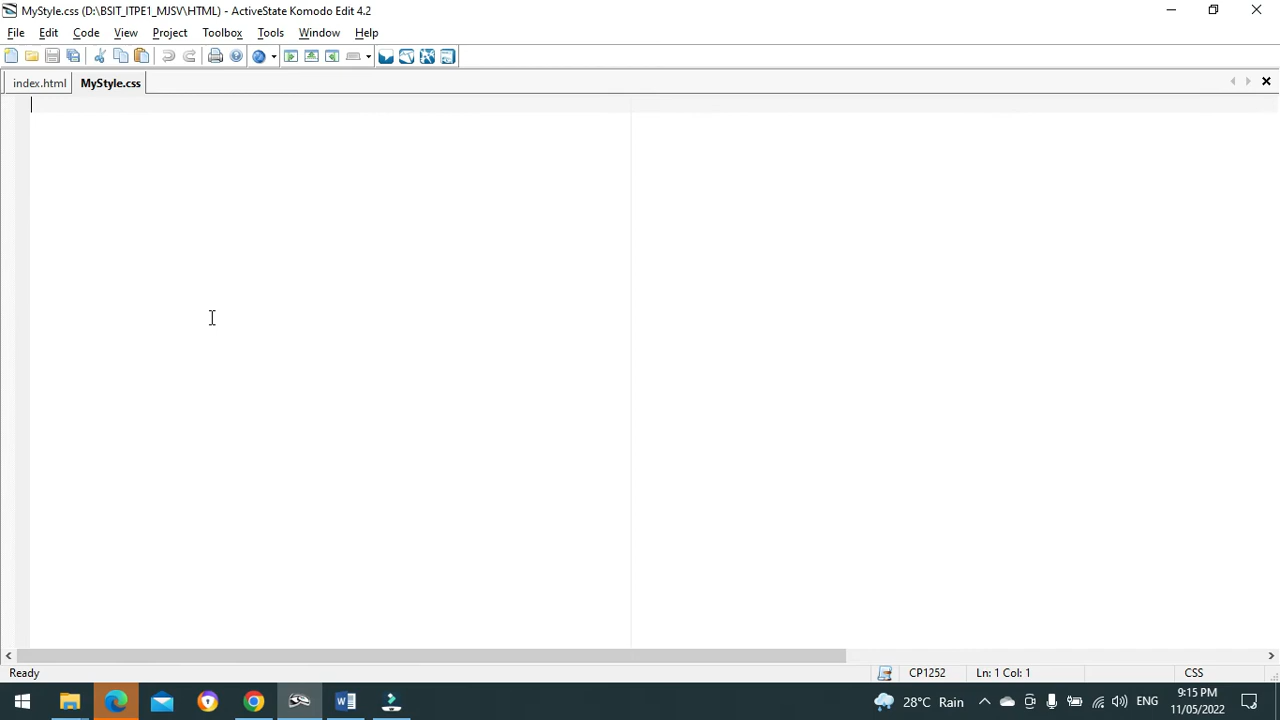 MyStyle.css (D:\BSIT_ITPE1_MJSV\HTML) - ActiveState Komodo Edit 4.2
File Edit Code View Project Toolbox Tools Window Help
index.html MyStyle.css
Ready CP1252 Ln: 1 Col: 1 CSS
28°C Rain ENG 9:15 PM
11/05/2022